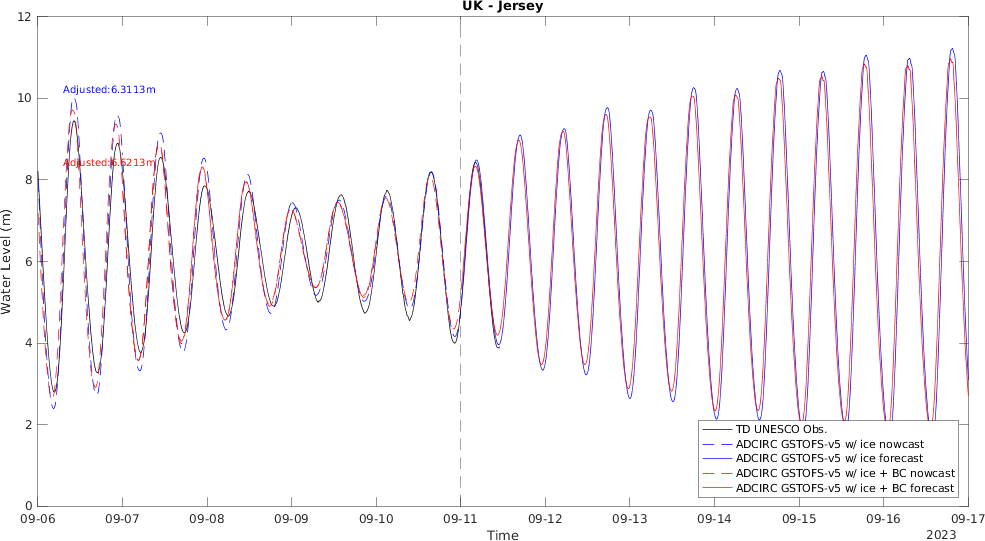 UK - Jersey
12
10
8
6
4
2
0
Water Level (m)
Adjusted:6.3113m
Adjusted:6.6213m
TD UNESCO Obs.
ADCIRC GSTOFS-v5 w/ ice nowcast
ADCIRC GSTOFS-v5 w/ ice forecast
ADCIRC GSTOFS-v5 w/ ice + BC nowcast
ADCIRC GSTOFS-v5 w/ ice + BC forecast
09-06 09-07 09-08 09-09 09-10 09-11 09-12 09-13 09-14 09-15 09-16 09-17
Time
2023